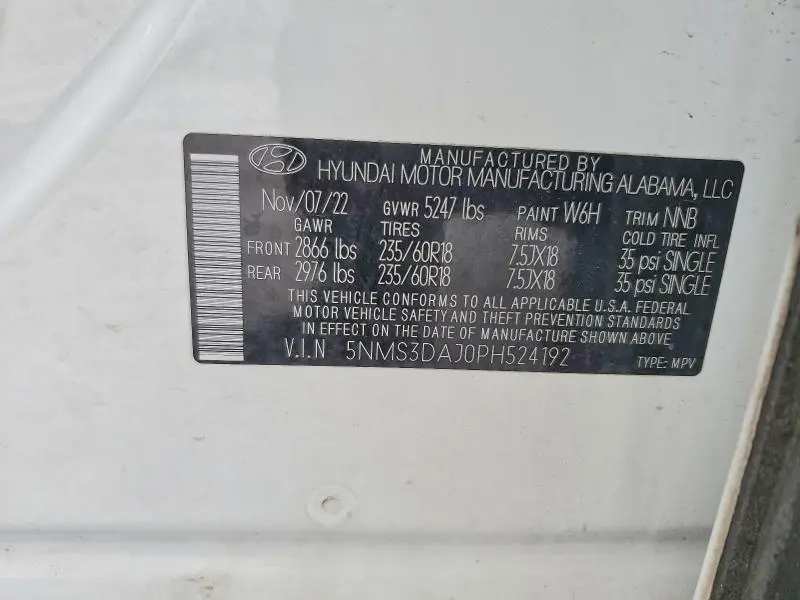 MANUFACTURED BY
HYUNDAI MOTOR MANUFACTURING ALABAMA, LLC
Nov/07/22 GVWR 5247 lbs PAINT W6H TRIM NNB
GAWR TIRES RIMS COLD TIRE INFL
FRONT 2866 lbs 235/60R18 7.5JX18 35 psi SINGLE
REAR 2976 lbs 235/60R18 7.5JX18 35 psi SINGLE
THIS VEHICLE CONFORMS TO ALL APPLICABLE U.S.A. FEDERAL
MOTOR VEHICLE SAFETY AND THEFT PREVENTION STANDARDS
IN EFFECT ON THE DATE OF MANUFACTURE SHOWN ABOVE.
V.I.N 5NMS3DAJ0PH524192 TYPE: MPV